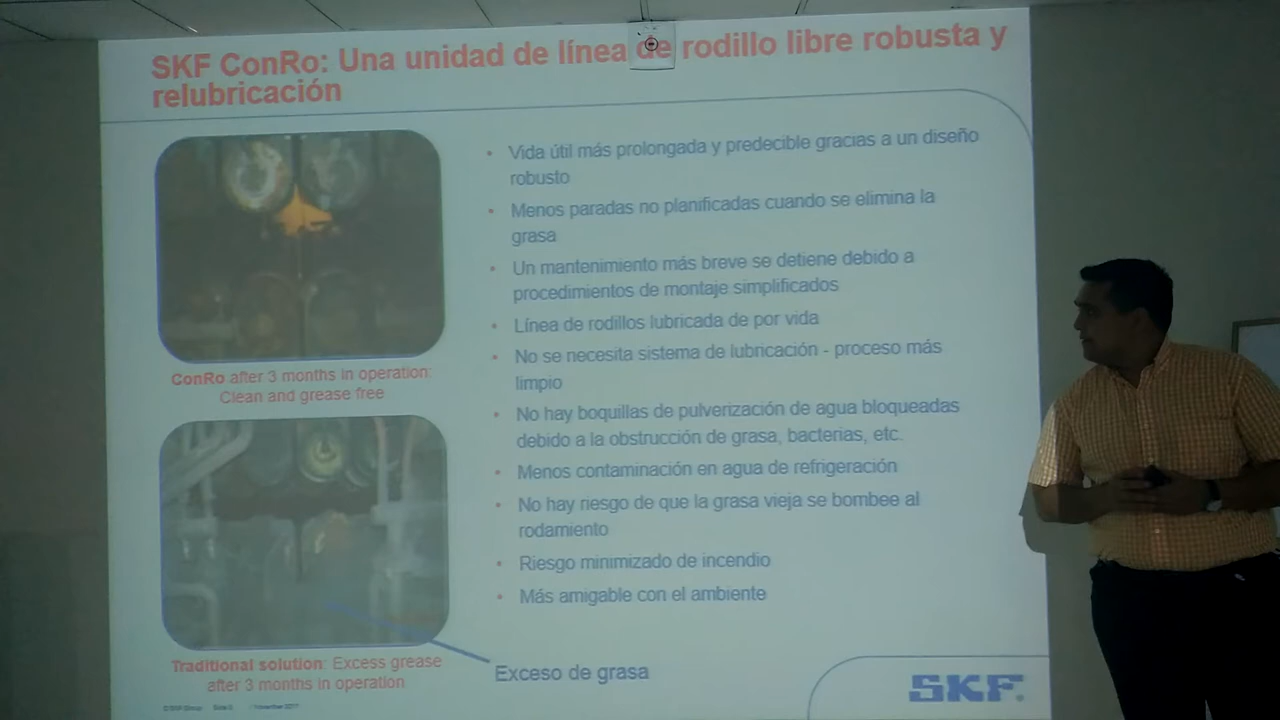 SKF ConRo: Una unidad de línea de rodillo libre robusta y
relubricación
• Vida útil más prolongada y predecible gracias a un diseño
robusto
• Menos paradas no planificadas cuando se elimina la
grasa
• Un mantenimiento más breve se detiene debido a
procedimientos de montaje simplificados
• Línea de rodillos lubricada de por vida
• No se necesita sistema de lubricación - proceso más
limpio
• No hay boquillas de pulverización de agua bloqueadas
debido a la obstrucción de grasa, bacterias, etc.
• Menos contaminación en agua de refrigeración
• No hay riesgo de que la grasa vieja se bombee al
rodamiento
• Riesgo minimizado de incendio
• Más amigable con el ambiente
ConRo after 3 months in operation:
Clean and grease free
Traditional solution: Excess grease
after 3 months in operation
Exceso de grasa
SKF